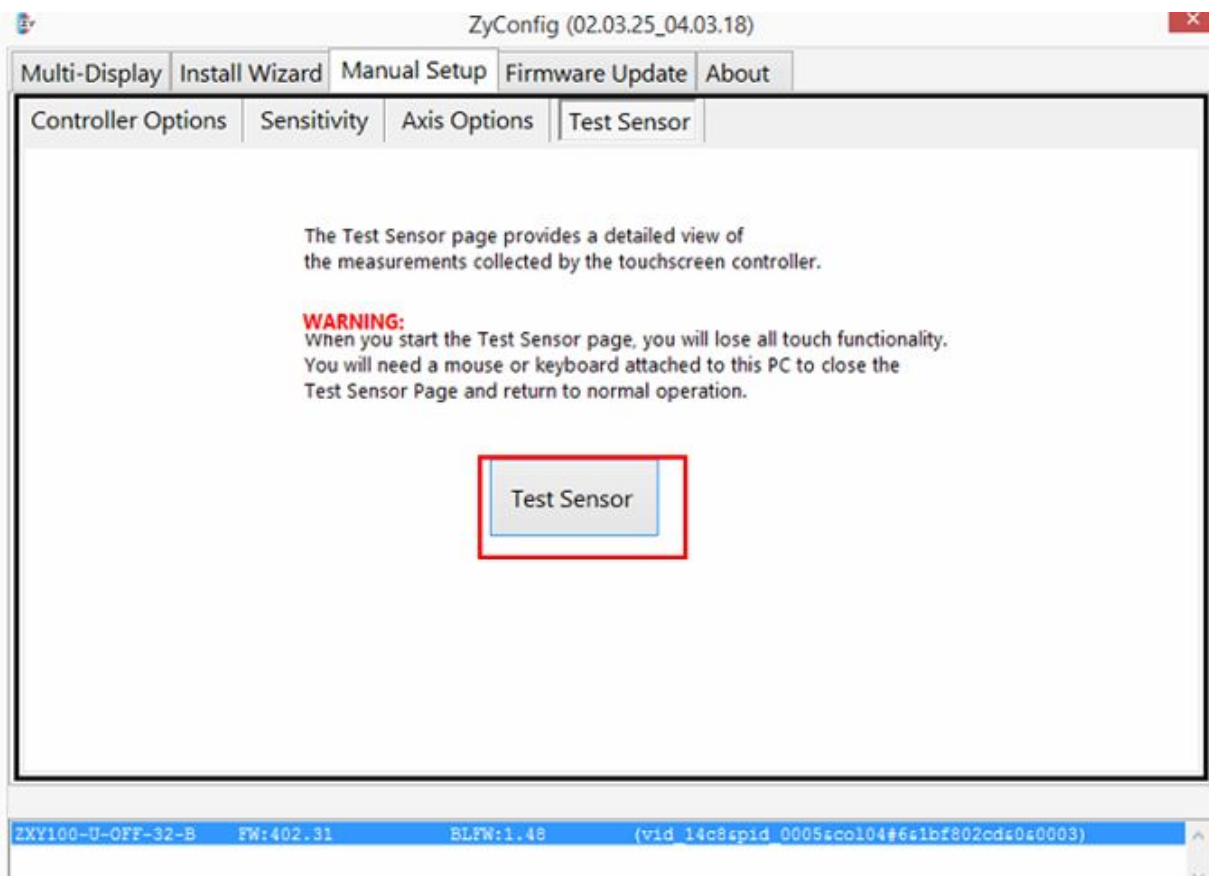 ZyConfig (02.03.25_04.03.18)
Multi-Display Install Wizard Manual Setup Firmware Update About
Controller Options Sensitivity Axis Options Test Sensor
The Test Sensor page provides a detailed view of
the measurements collected by the touchscreen controller.
WARNING:
When you start the Test Sensor page, you will lose all touch functionality.
You will need a mouse or keyboard attached to this PC to close the
Test Sensor Page and return to normal operation.
Test Sensor
ZXY100-U-OFF-32-B FW:402.31 BLFW:1.48 (vid_14c8&pid_0005&col04#6&1bf802cd&0&0003)